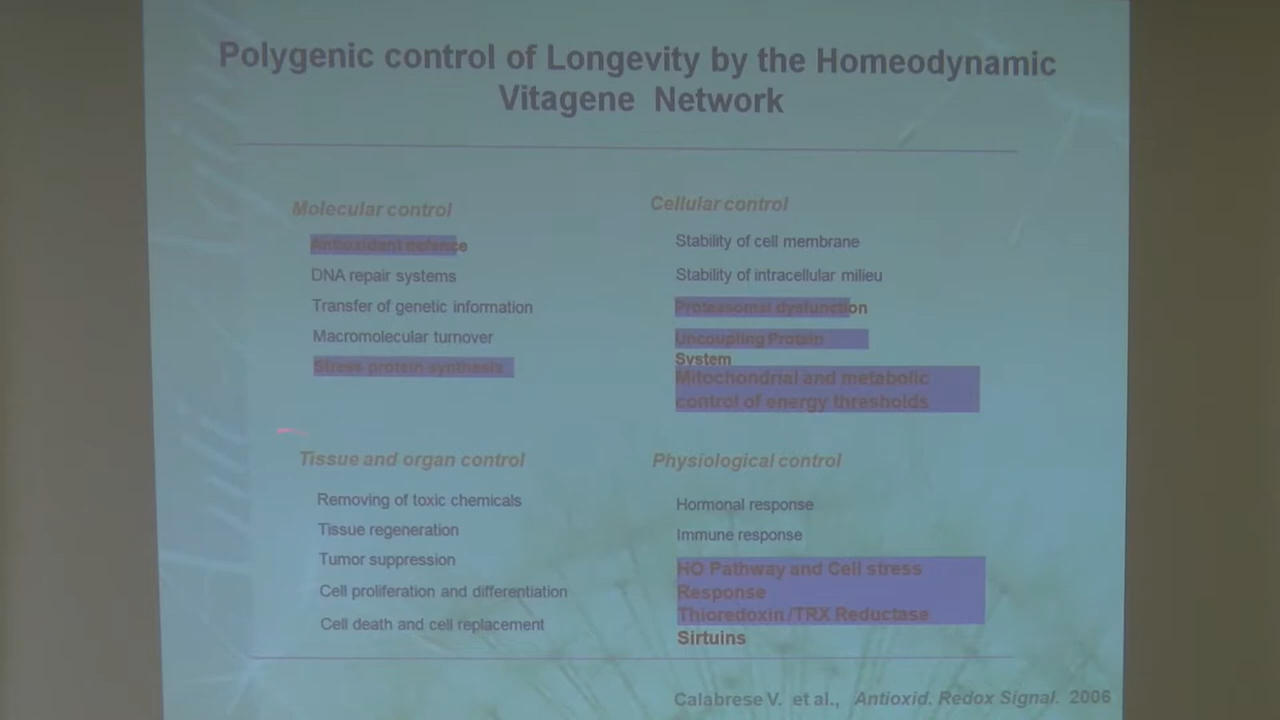 Polygenic control of Longevity by the Homeodynamic
Vitagene Network
Molecular control
Antioxidant defence
DNA repair systems
Transfer of genetic information
Macromolecular turnover
Stress protein synthesis
Cellular control
Stability of cell membrane
Stability of intracellular milieu
Proteasomal dysfunction
Uncoupling Protein
System
Mitochondrial and metabolic
control of energy thresholds
Tissue and organ control
Removing of toxic chemicals
Tissue regeneration
Tumor suppression
Cell proliferation and differentiation
Cell death and cell replacement
Physiological control
Hormonal response
Immune response
HO Pathway and Cell stress
Response
Thioredoxin/TRX Reductase
Sirtuins
Calabrese V. et al., Antioxid. Redox Signal. 2006